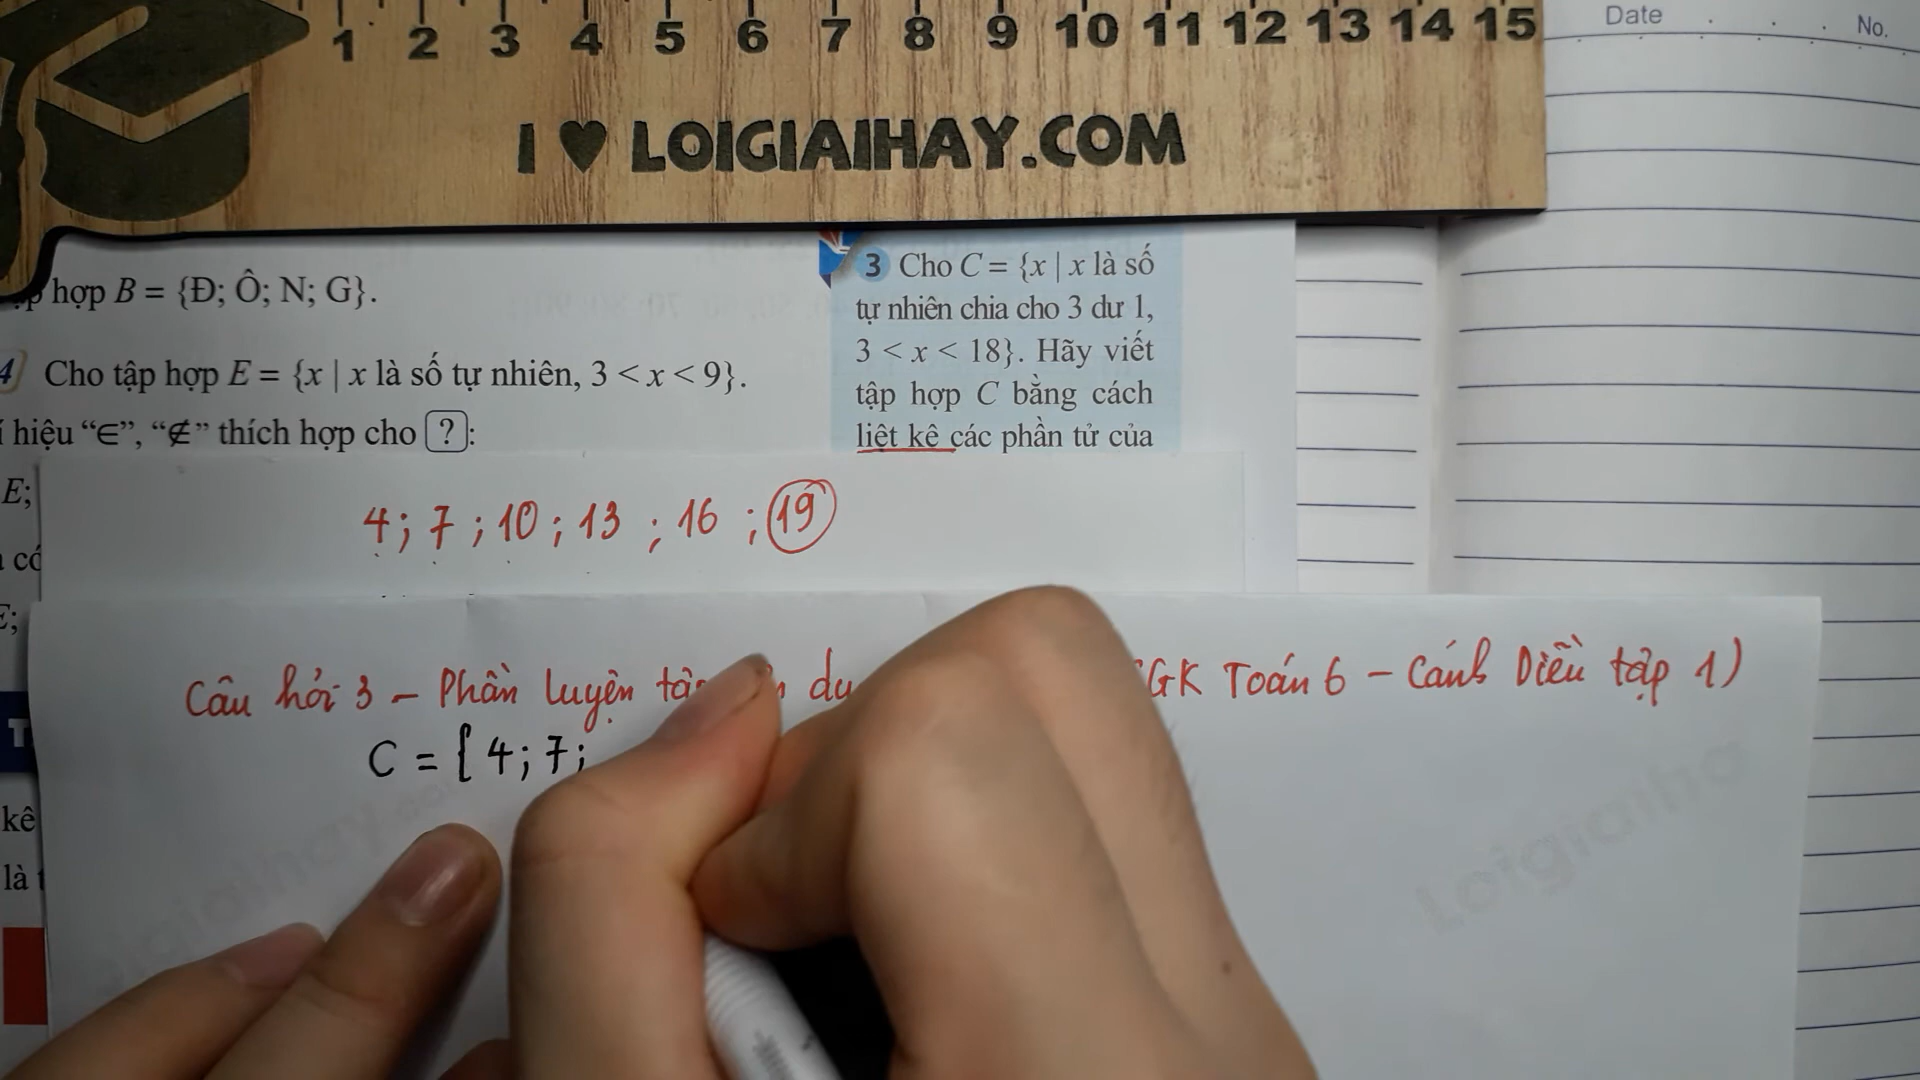 1 2 3 4 5 6 7 8 9 10 11 12 13 14 15
I ♥ LOIGIAIHAY.COM
Date No.
hợp B = {Đ; Ô; N; G}.
4 Cho tập hợp E = {x | x là số tự nhiên, 3 < x < 9}.
hiệu “∈”, “∉” thích hợp cho ?:
E;
có
kê
là
3 Cho C = {x | x là số
tự nhiên chia cho 3 dư 1,
3 < x < 18}. Hãy viết
tập hợp C bằng cách
liệt kê các phần tử của
4; 7; 10; 13; 16; 19
Câu hỏi 3 - Phần luyện GK Toán 6 - Cánh Diều tập 1)
C = { 4; 7;